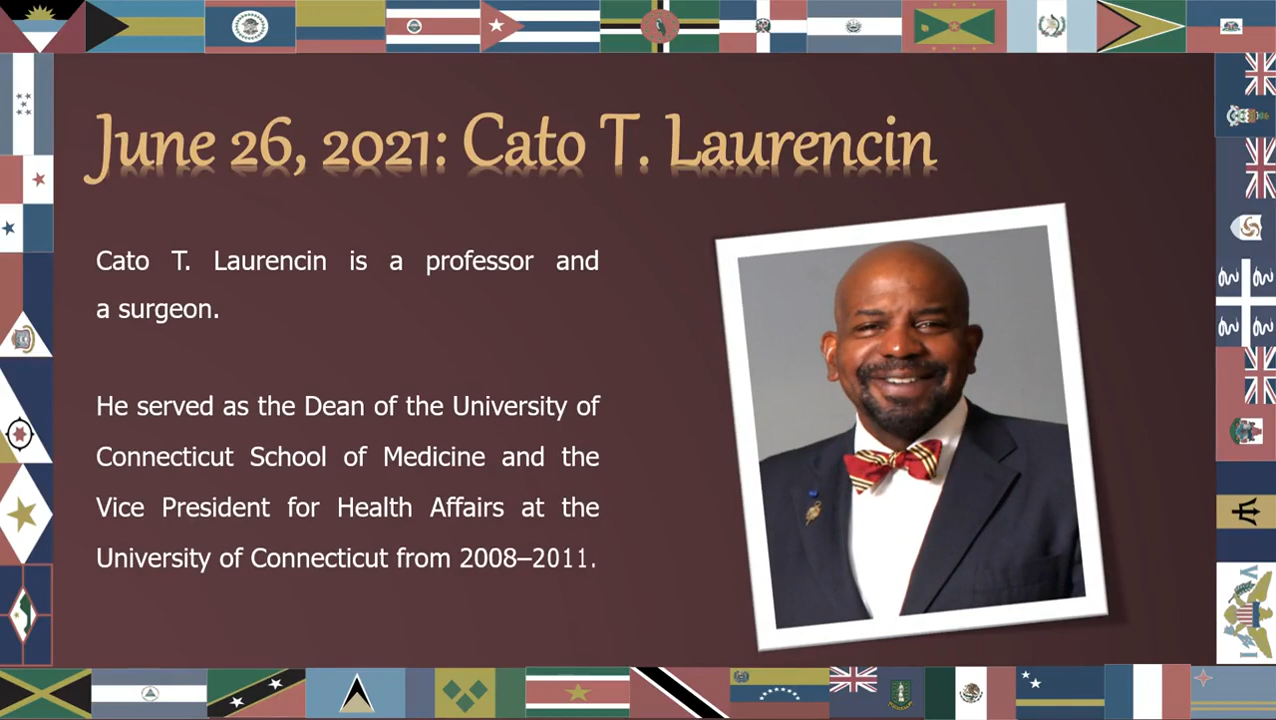 June 26, 2021: Cato T. Laurencin
Cato T. Laurencin is a professor and
a surgeon.
He served as the Dean of the University of
Connecticut School of Medicine and the
Vice President for Health Affairs at the
University of Connecticut from 2008–2011.
V I